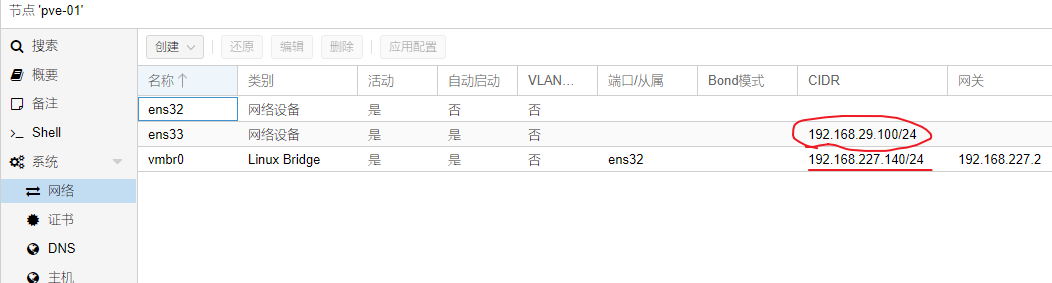 节点 'pve-01'
搜索
概要
备注
Shell
系统
网络
证书
DNS
主机
创建 还原 编辑 删除 应用配置
名称 类别 活动 自动启动 VLAN... 端口/从属 Bond模式 CIDR 网关
ens32 网络设备 是 否 否
ens33 网络设备 是 是 否 192.168.29.100/24
vmbr0 Linux Bridge 是 是 否 ens32 192.168.227.140/24 192.168.227.2